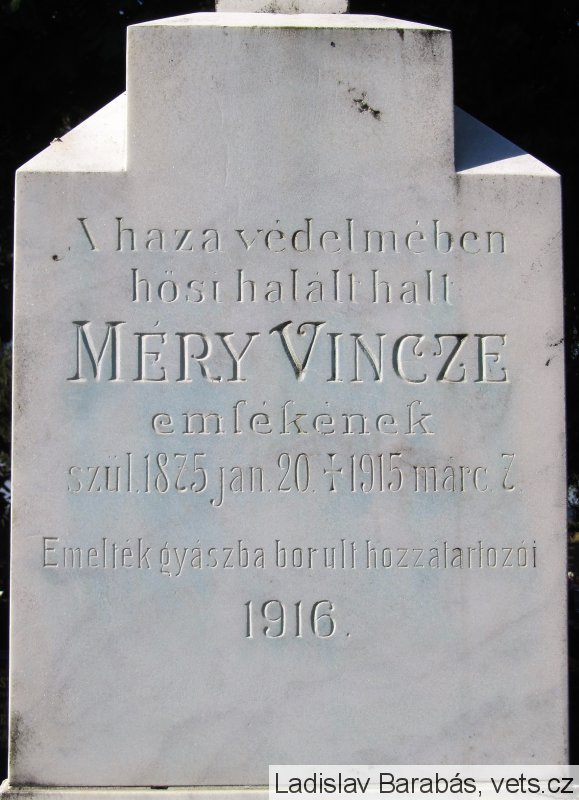 A haza védelmében
hősi halált halt
MÉRY VINCZE
emlékének
szül. 1875 jan. 20. † 1915 márc. 7.
Emelték gyászba borult hozzátartozói
1916.
Ladislav Barabás, vets.cz